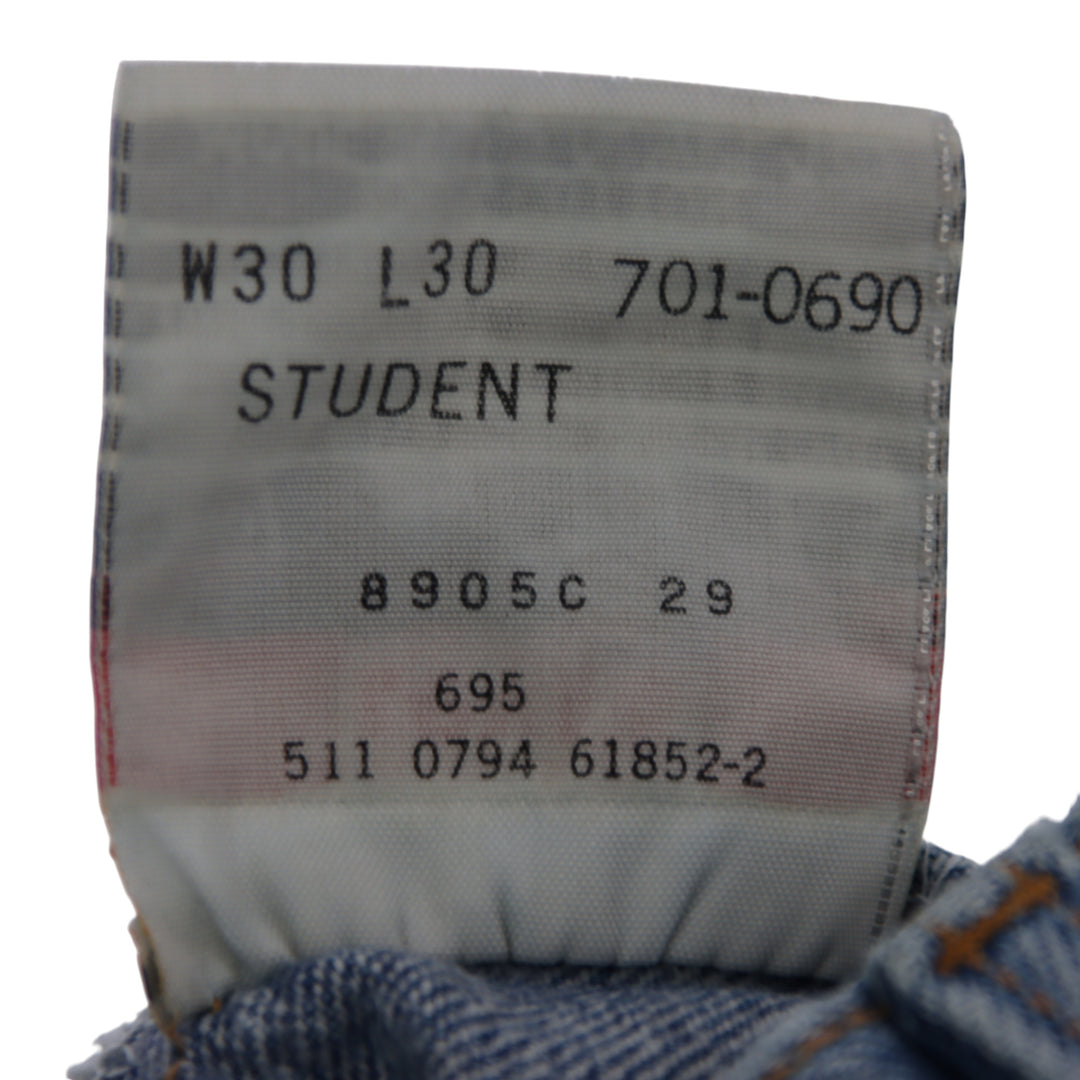 W30 L30 701-0690
STUDENT
8905C 29
695
511 0794 61852-2